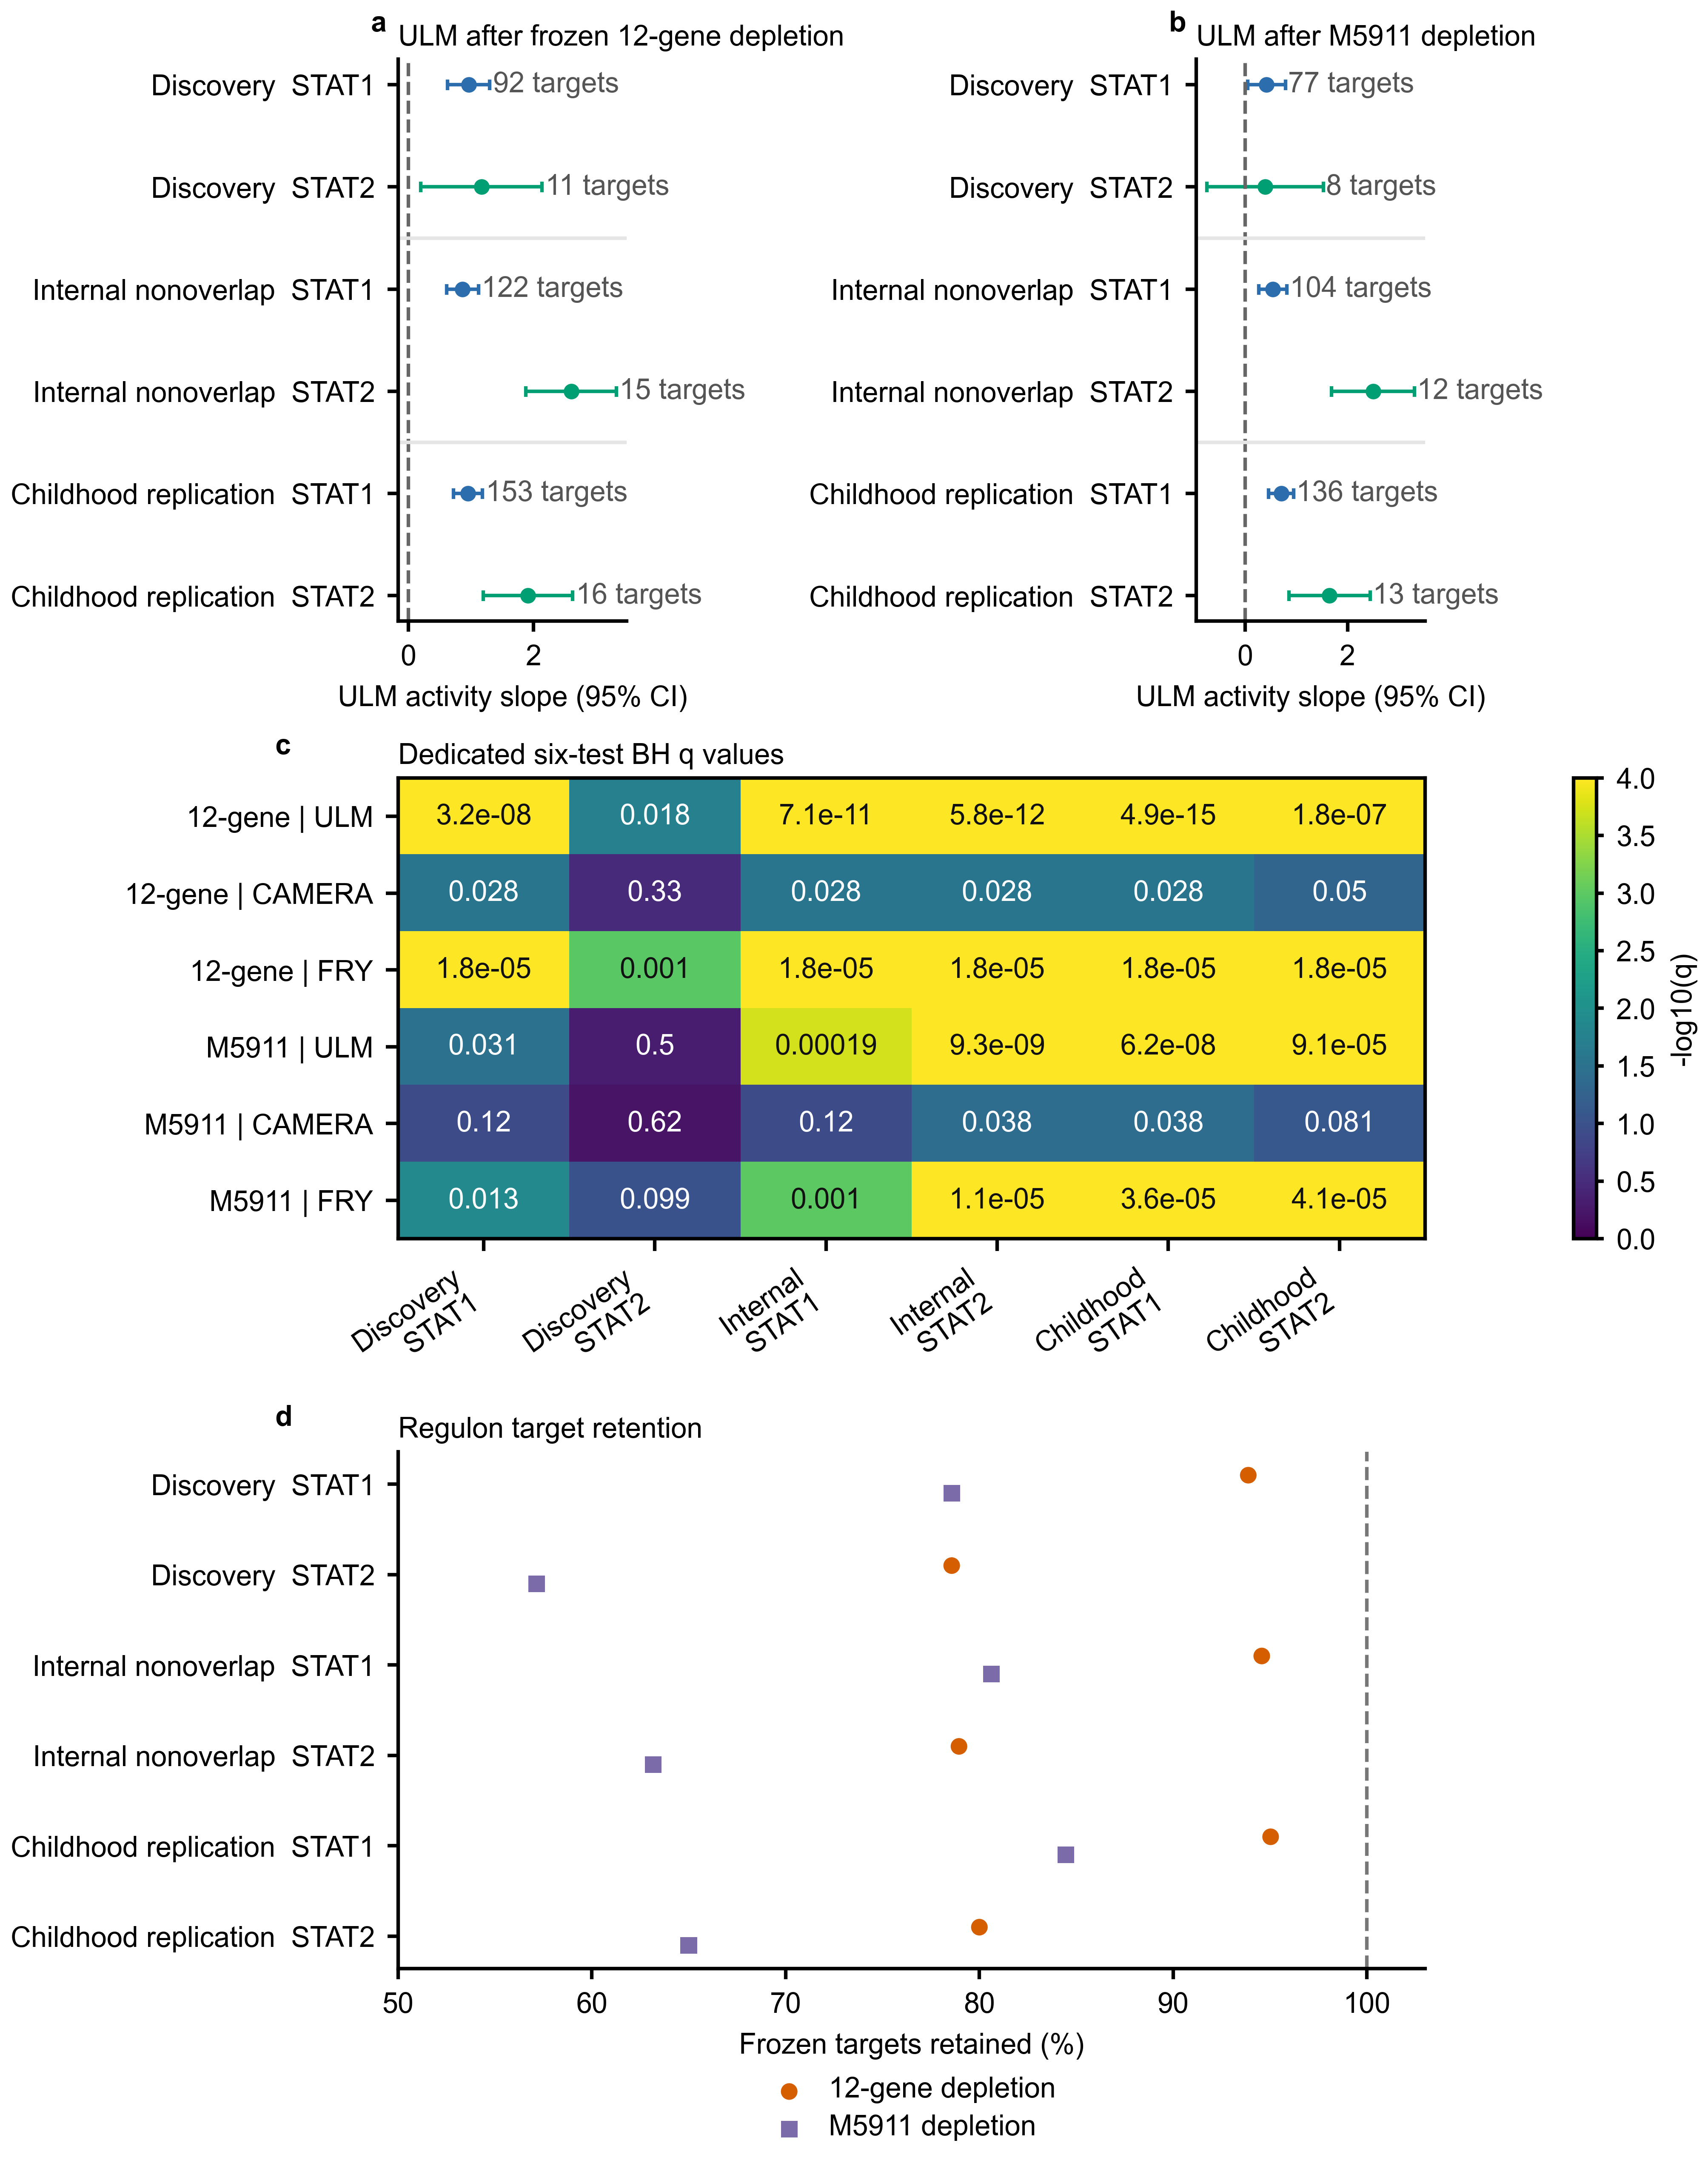 a
ULM after frozen 12-gene depletion
Discovery STAT1
92 targets
Discovery STAT2
11 targets
Internal nonoverlap STAT1
122 targets
Internal nonoverlap STAT2
15 targets
Childhood replication STAT1
153 targets
Childhood replication STAT2
16 targets
0 2
ULM activity slope (95% CI)
b
ULM after M5911 depletion
Discovery STAT1
77 targets
Discovery STAT2
8 targets
Internal nonoverlap STAT1
104 targets
Internal nonoverlap STAT2
12 targets
Childhood replication STAT1
136 targets
Childhood replication STAT2
13 targets
0 2
ULM activity slope (95% CI)
c
Dedicated six-test BH q values
12-gene | ULM 3.2e-08 0.018 7.1e-11 5.8e-12 4.9e-15 1.8e-07
12-gene | CAMERA 0.028 0.33 0.028 0.028 0.028 0.05
12-gene | FRY 1.8e-05 0.001 1.8e-05 1.8e-05 1.8e-05 1.8e-05
M5911 | ULM 0.031 0.5 0.00019 9.3e-09 6.2e-08 9.1e-05
M5911 | CAMERA 0.12 0.62 0.12 0.038 0.038 0.081
M5911 | FRY 0.013 0.099 0.001 1.1e-05 3.6e-05 4.1e-05
Discovery
STAT1
Discovery
STAT2
Internal
STAT1
Internal
STAT2
Childhood
STAT1
Childhood
STAT2
4.0
3.5
3.0
2.5
2.0
1.5
1.0
0.5
0.0
-log10(q)
d
Regulon target retention
Discovery STAT1
Discovery STAT2
Internal nonoverlap STAT1
Internal nonoverlap STAT2
Childhood replication STAT1
Childhood replication STAT2
50 60 70 80 90 100
Frozen targets retained (%)
12-gene depletion
M5911 depletion